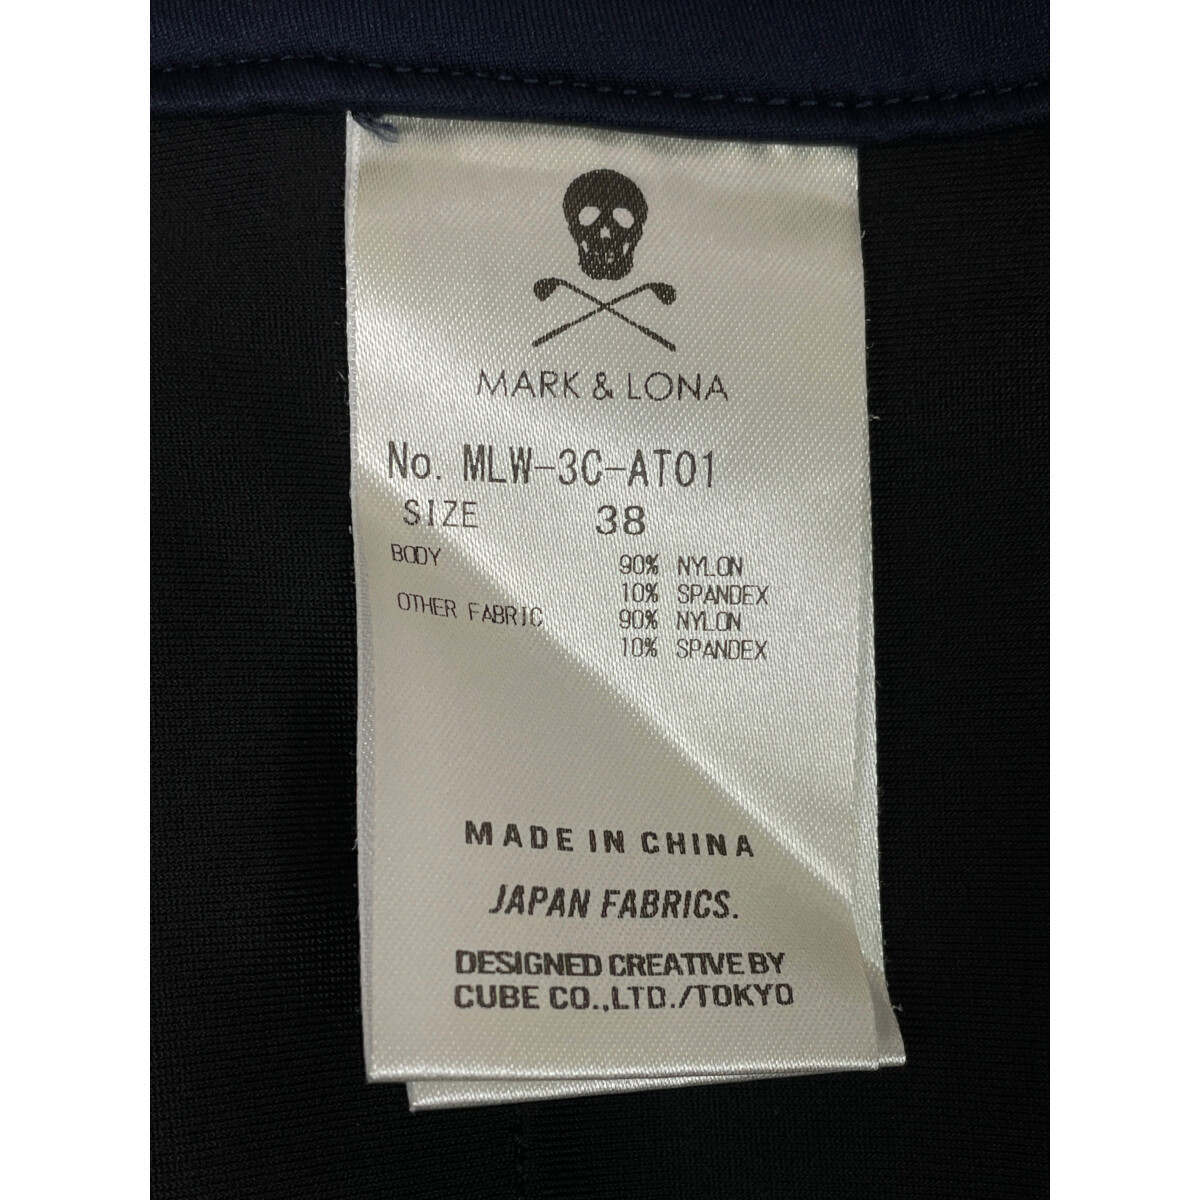 MARK & LONA
No. MLW-3C-AT01
SIZE 38
BODY 90% NYLON
10% SPANDEX
OTHER FABRIC 90% NYLON
10% SPANDEX
MADE IN CHINA
JAPAN FABRICS.
DESIGNED CREATIVE BY
CUBE CO.,LTD./TOKYO